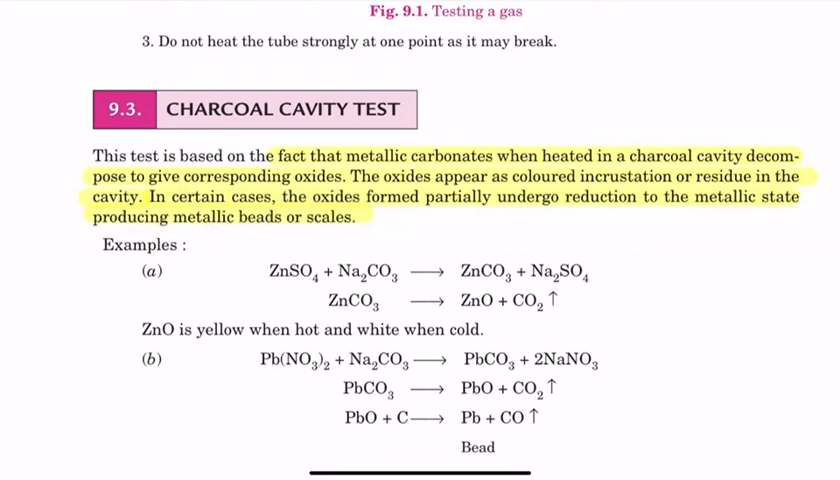 Fig. 9.1. Testing a gas
3. Do not heat the tube strongly at one point as it may break.
9.3. CHARCOAL CAVITY TEST
This test is based on the fact that metallic carbonates when heated in a charcoal cavity decom-
pose to give corresponding oxides. The oxides appear as coloured incrustation or residue in the
cavity. In certain cases, the oxides formed partially undergo reduction to the metallic state
producing metallic beads or scales.
Examples :
(a) ZnSO₄ + Na₂CO₃ ⟶ ZnCO₃ + Na₂SO₄
ZnCO₃ ⟶ ZnO + CO₂ ↑
ZnO is yellow when hot and white when cold.
(b) Pb(NO₃)₂ + Na₂CO₃ ⟶ PbCO₃ + 2NaNO₃
PbCO₃ ⟶ PbO + CO₂ ↑
PbO + C ⟶ Pb + CO ↑
Bead